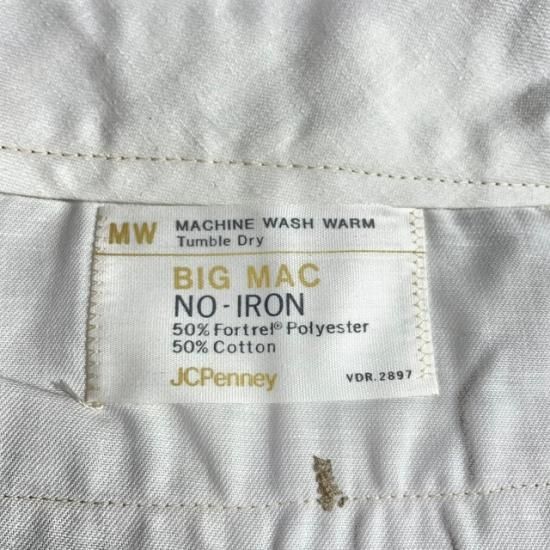 MW MACHINE WASH WARM
Tumble Dry
BIG MAC
NO-IRON
50% Fortrel® Polyester
50% Cotton
JCPenney VDR.2897